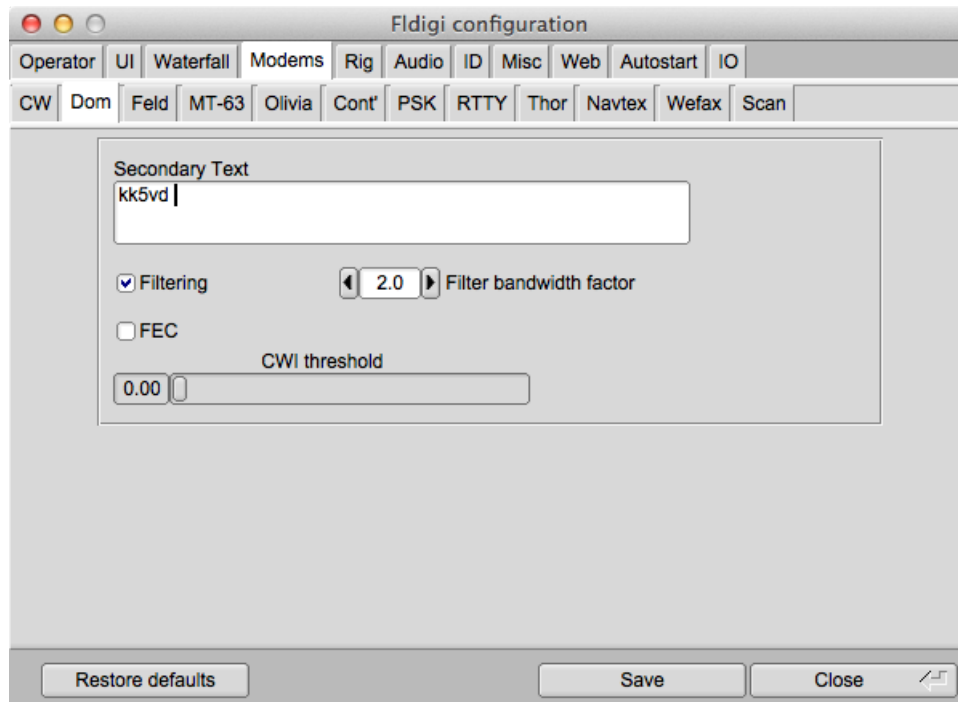 Fldigi configuration
Operator UI Waterfall Modems Rig Audio ID Misc Web Autostart IO
CW Dom Feld MT-63 Olivia Cont' PSK RTTY Thor Navtex Wefax Scan
Secondary Text
kk5vd
Filtering 2.0 Filter bandwidth factor
FEC
CWI threshold
0.00
Restore defaults Save Close